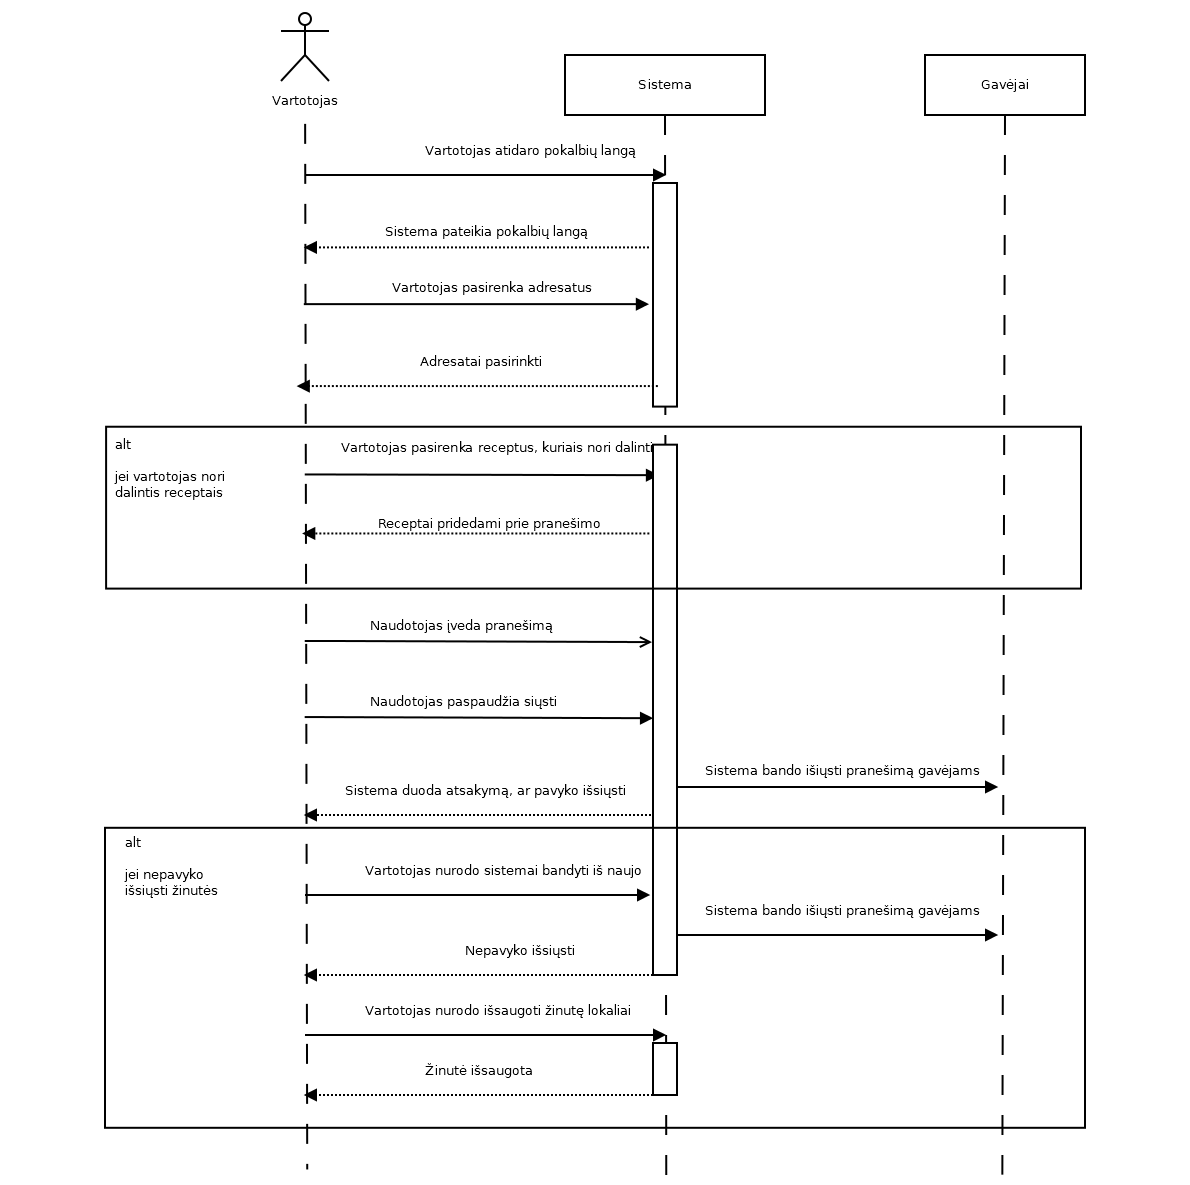 Vartotojas
Sistema
Gavėjai
Vartotojas atidaro pokalbių langą
Sistema pateikia pokalbių langą
Vartotojas pasirenka adresatus
Adresatai pasirinkti
alt
jei vartotojas nori
dalintis receptais
Vartotojas pasirenka receptus, kuriais nori dalinti
Receptai pridedami prie pranešimo
Naudotojas įveda pranešimą
Naudotojas paspaudžia siųsti
Sistema bando išiųsti pranešimą gavėjams
Sistema duoda atsakymą, ar pavyko išsiųsti
alt
jei nepavyko
išsiųsti žinutės
Vartotojas nurodo sistemai bandyti iš naujo
Sistema bando išiųsti pranešimą gavėjams
Nepavyko išsiųsti
Vartotojas nurodo išsaugoti žinutę lokaliai
Žinutė išsaugota